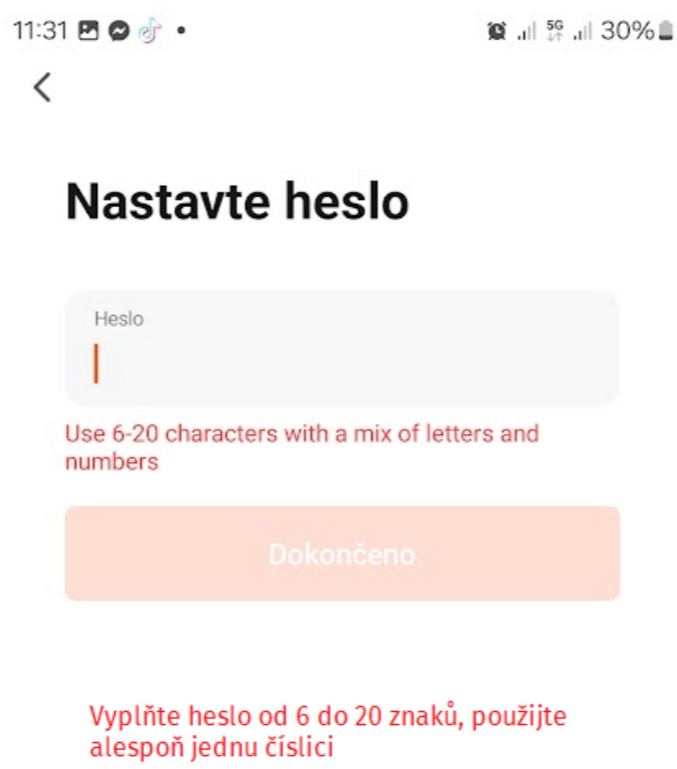 11:31 5G 30%
Nastavte heslo
Heslo
Use 6-20 characters with a mix of letters and
numbers
Dokončeno
Vyplňte heslo od 6 do 20 znaků, použijte
alespoň jednu číslici